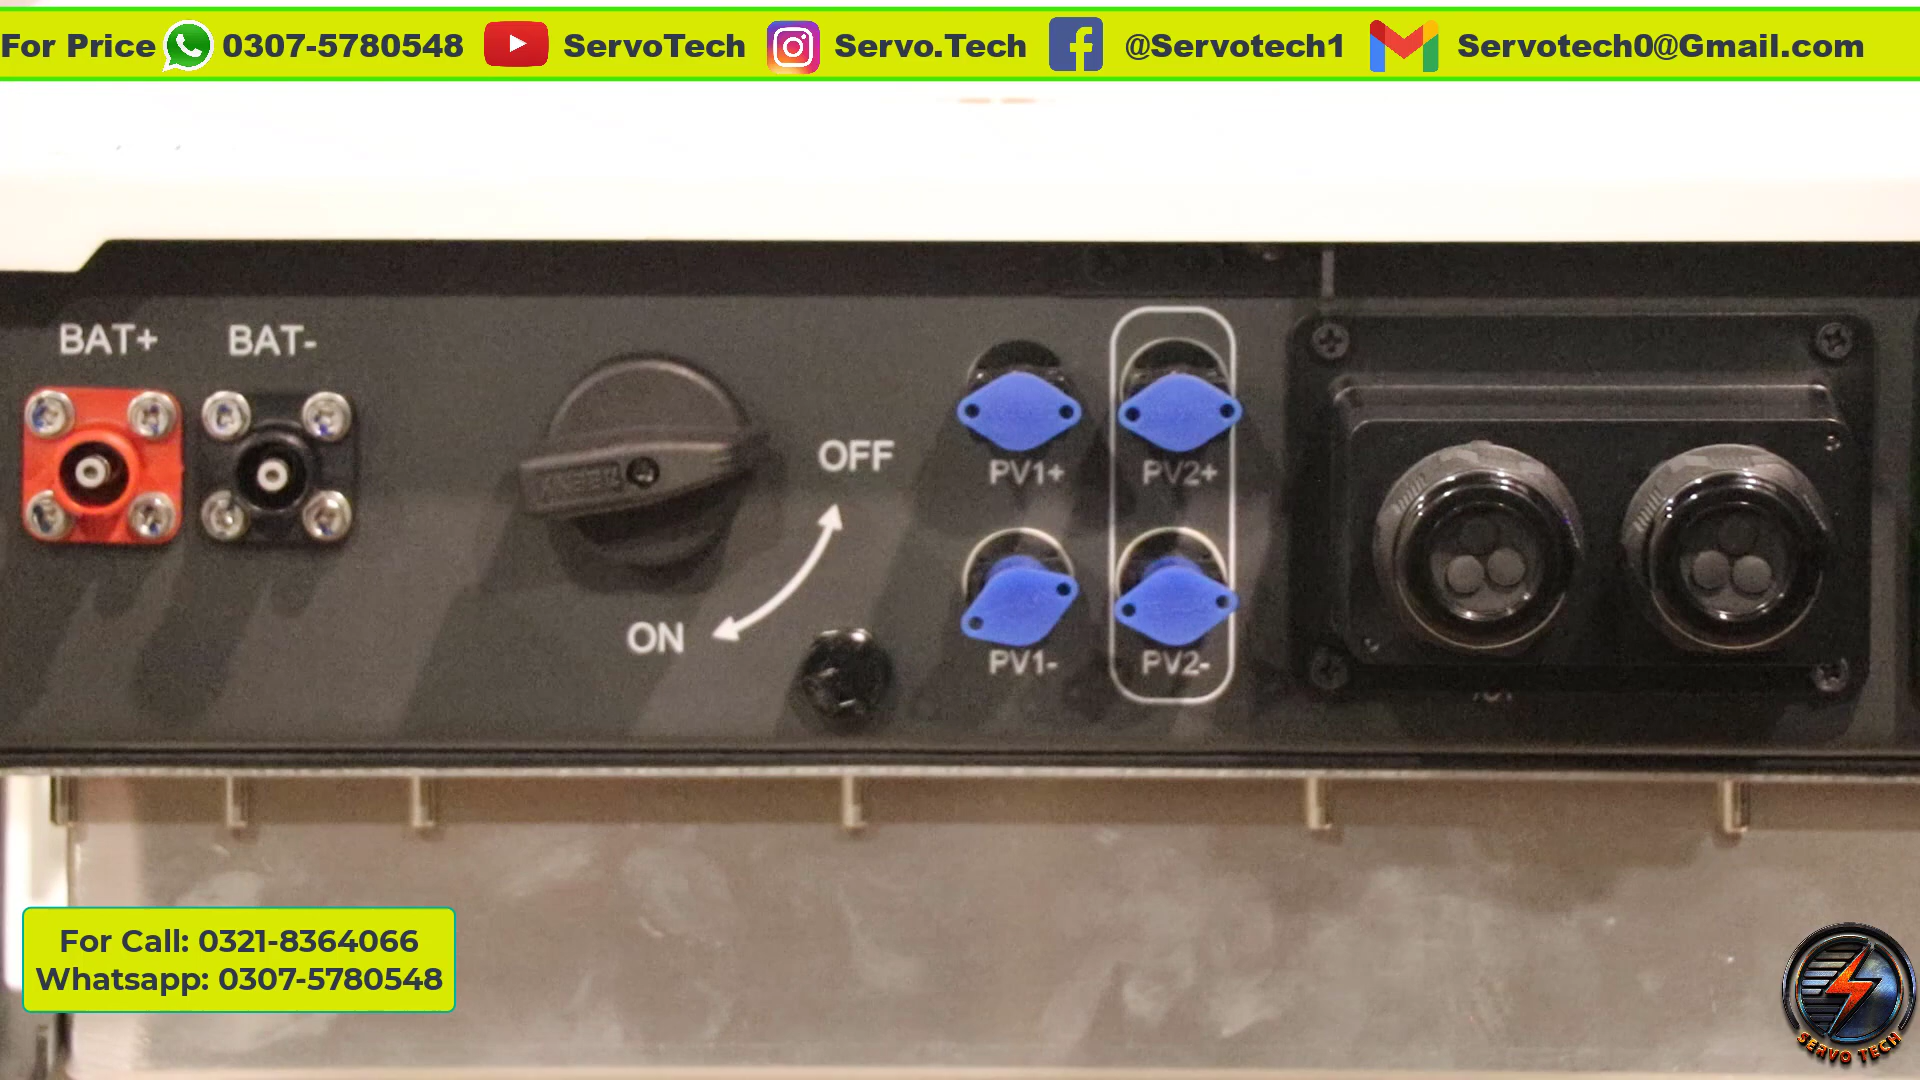 For Price 0307-5780548 ServoTech Servo.Tech @Servotech1 Servotech0@Gmail.com
BAT+ BAT-
OFF
ON
PV1+ PV2+
PV1- PV2-
For Call: 0321-8364066
Whatsapp: 0307-5780548
SERVO TECH